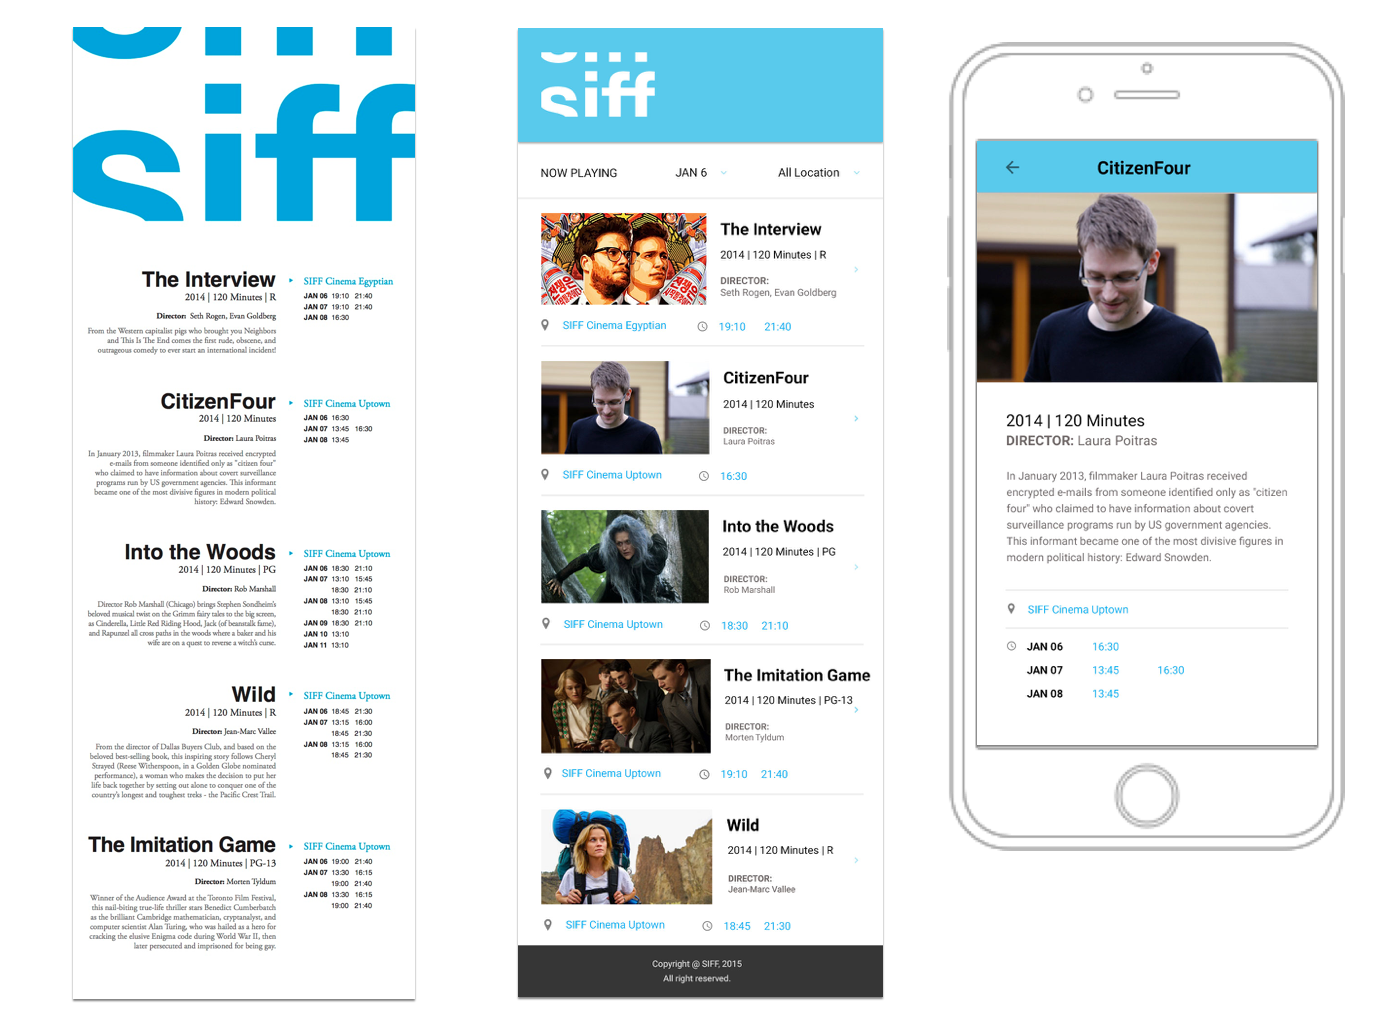 siff
The Interview
2014 | 120 Minutes | R
Director: Seth Rogen, Evan Goldberg
From the Western capitalist pigs who brought you Neighbors
and This Is The End comes the first rude, obscene, and
outrageous comedy to ever start an international incident!
SIFF Cinema Egyptian
JAN 06 19:10 21:40
JAN 07 19:10 21:40
JAN 08 16:30
CitizenFour
2014 | 120 Minutes
Director: Laura Poitras
In January 2013, filmmaker Laura Poitras received encrypted
e-mails from someone identified only as "citizen four"
who claimed to have information about covert surveillance
programs run by US government agencies. This informant
became one of the most divisive figures in modern political
history: Edward Snowden.
SIFF Cinema Uptown
JAN 06 16:30
JAN 07 13:45 16:30
JAN 08 13:45
Into the Woods
2014 | 120 Minutes | PG
Director: Rob Marshall
Director Rob Marshall (Chicago) brings Stephen Sondheim's
beloved musical twist on the Grimm fairy tales to the big screen,
as Cinderella, Little Red Riding Hood, Jack (of beanstalk fame),
and Rapunzel all cross paths in the woods where a baker and his
wife are on a quest to reverse a witch's curse.
SIFF Cinema Uptown
JAN 06 18:30 21:10
JAN 07 13:10 15:45
18:30 21:10
JAN 08 13:10 15:45
18:30 21:10
JAN 09 18:30 21:10
JAN 10 13:10
JAN 11 13:10
Wild
2014 | 120 Minutes | R
Director: Jean-Marc Vallee
From the director of Dallas Buyers Club, and based on the
beloved best-selling book, this inspiring story follows Cheryl
Strayed (Reese Witherspoon, in a Golden Globe nominated
performance), a woman who makes the decision to put her
life back together by setting out alone to conquer one of the
country's longest and toughest treks - the Pacific Crest Trail.
SIFF Cinema Uptown
JAN 06 18:45 21:30
JAN 07 13:15 16:00
18:45 21:30
JAN 08 13:15 16:00
18:45 21:30
The Imitation Game
2014 | 120 Minutes | PG-13
Director: Morten Tyldum
Winner of the Audience Award at the Toronto Film Festival,
this nail-biting true-life thriller stars Benedict Cumberbatch
as the brilliant Cambridge mathematician, cryptanalyst, and
computer scientist Alan Turing, who was hailed as a hero for
cracking the elusive Enigma code during World War II, then
later persecuted and imprisoned for being gay.
SIFF Cinema Uptown
JAN 06 19:00 21:40
JAN 07 13:30 16:15
19:00 21:40
JAN 08 13:30 16:15
19:00 21:40
siff
NOW PLAYING JAN 6 All Location
The Interview
2014 | 120 Minutes | R
DIRECTOR:
Seth Rogen, Evan Goldberg
SIFF Cinema Egyptian 19:10 21:40
CitizenFour
2014 | 120 Minutes
DIRECTOR:
Laura Poitras
SIFF Cinema Uptown 16:30
Into the Woods
2014 | 120 Minutes | PG
DIRECTOR:
Rob Marshall
SIFF Cinema Uptown 18:30 21:10
The Imitation Game
2014 | 120 Minutes | PG-13
DIRECTOR:
Morten Tyldum
SIFF Cinema Uptown 19:10 21:40
Wild
2014 | 120 Minutes | R
DIRECTOR:
Jean-Marc Vallee
SIFF Cinema Uptown 18:45 21:30
Copyright @ SIFF, 2015
All right reserved.
CitizenFour
2014 | 120 Minutes
DIRECTOR: Laura Poitras
In January 2013, filmmaker Laura Poitras received
encrypted e-mails from someone identified only as "citizen
four" who claimed to have information about covert
surveillance programs run by US government agencies.
This informant became one of the most divisive figures in
modern political history: Edward Snowden.
SIFF Cinema Uptown
JAN 06 16:30
JAN 07 13:45 16:30
JAN 08 13:45